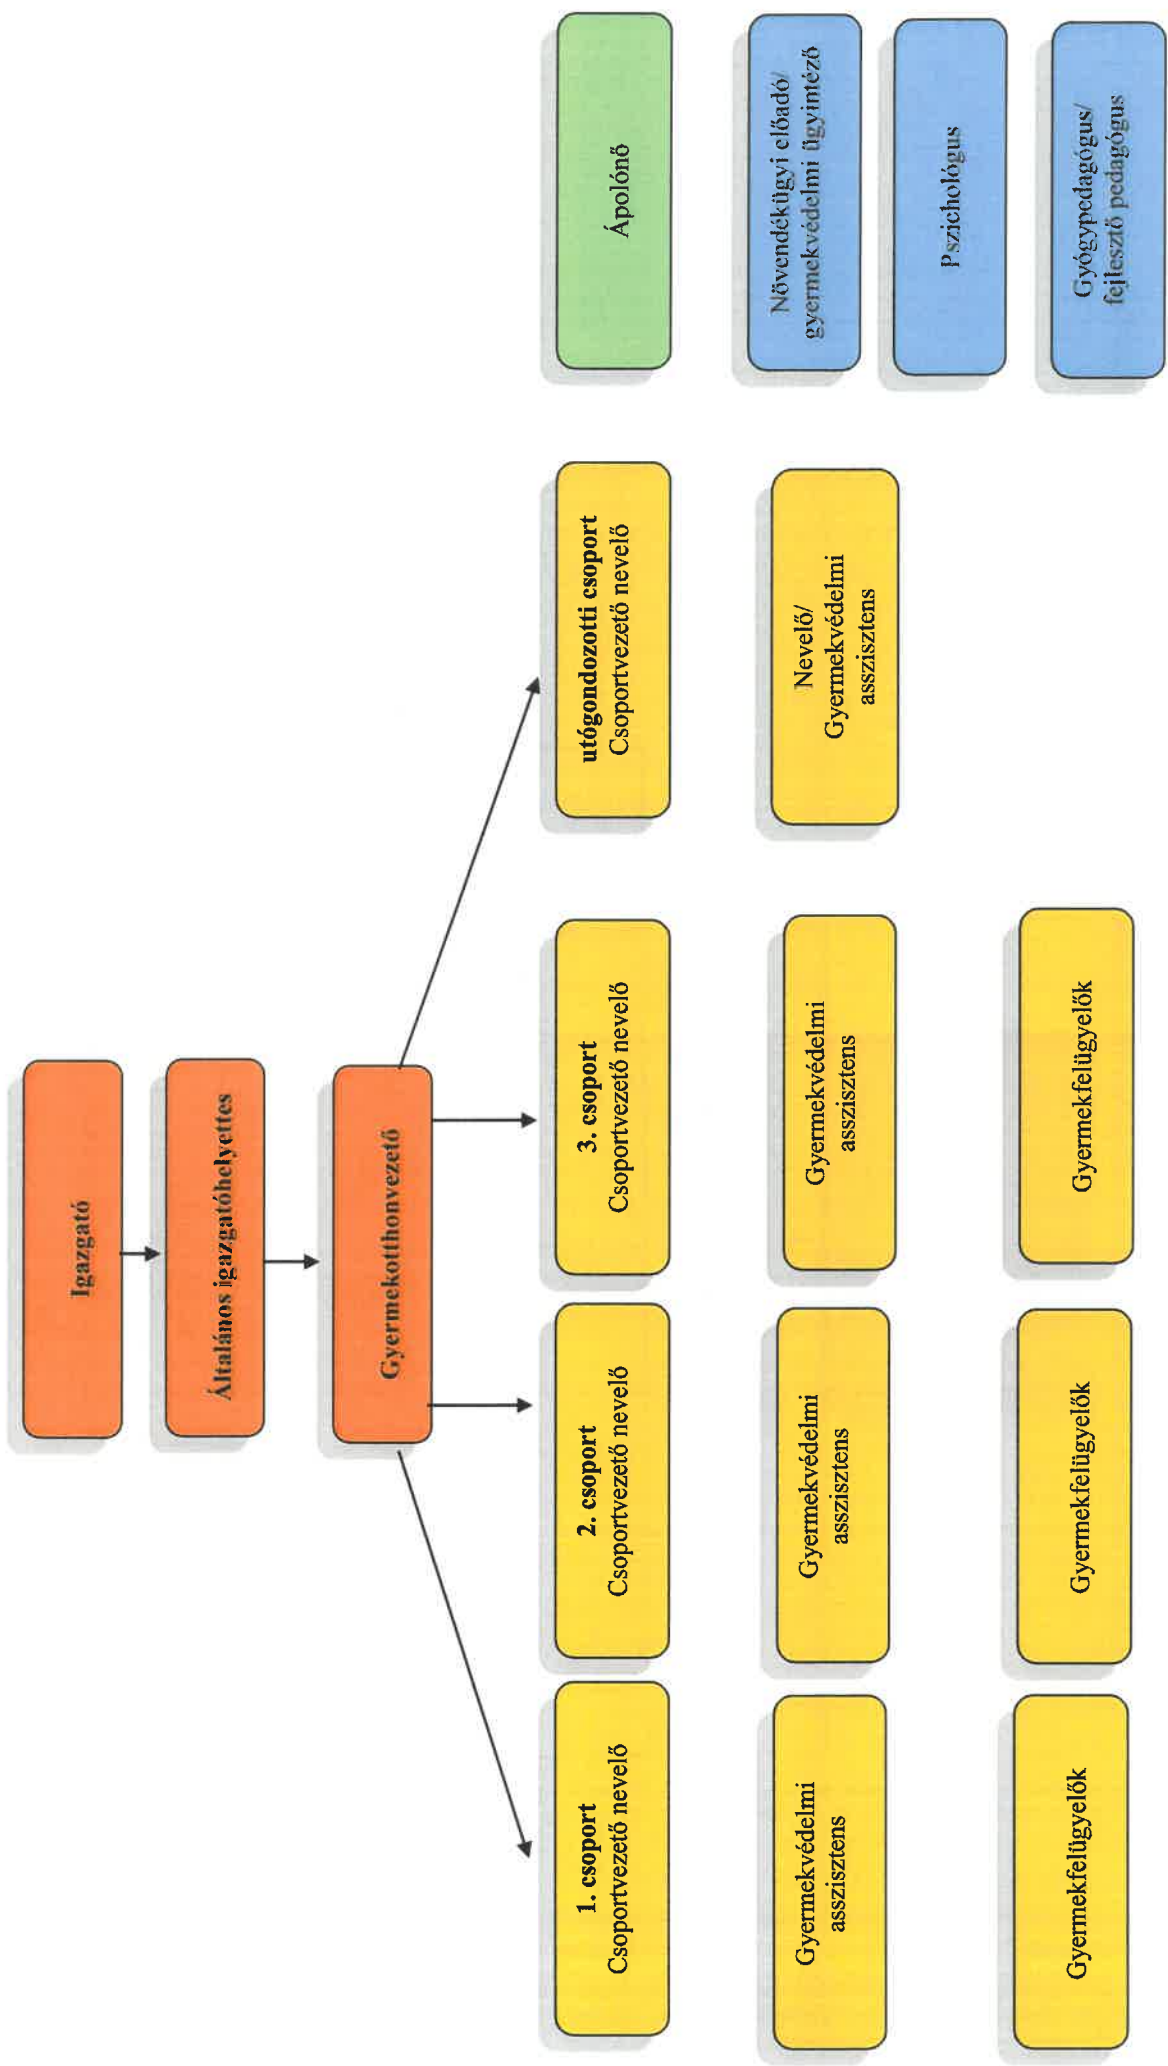 Igazgató
Általános igazgatóhelyettes
Gyermekotthonvezető
1. csoport
Csoportvezető nevelő
2. csoport
Csoportvezető nevelő
3. csoport
Csoportvezető nevelő
utógondozotti csoport
Csoportvezető nevelő
Ápolónő
Gyermekvédelmi
asszisztens
Gyermekvédelmi
asszisztens
Gyermekvédelmi
asszisztens
Nevelő/
Gyermekvédelmi
asszisztens
Növendékügyi előadó/
gyermekvédelmi ügyintéző
Pszichológus
Gyermekfelügyelők
Gyermekfelügyelők
Gyermekfelügyelők
Gyógypedagógus/
fejlesztő pedagógus